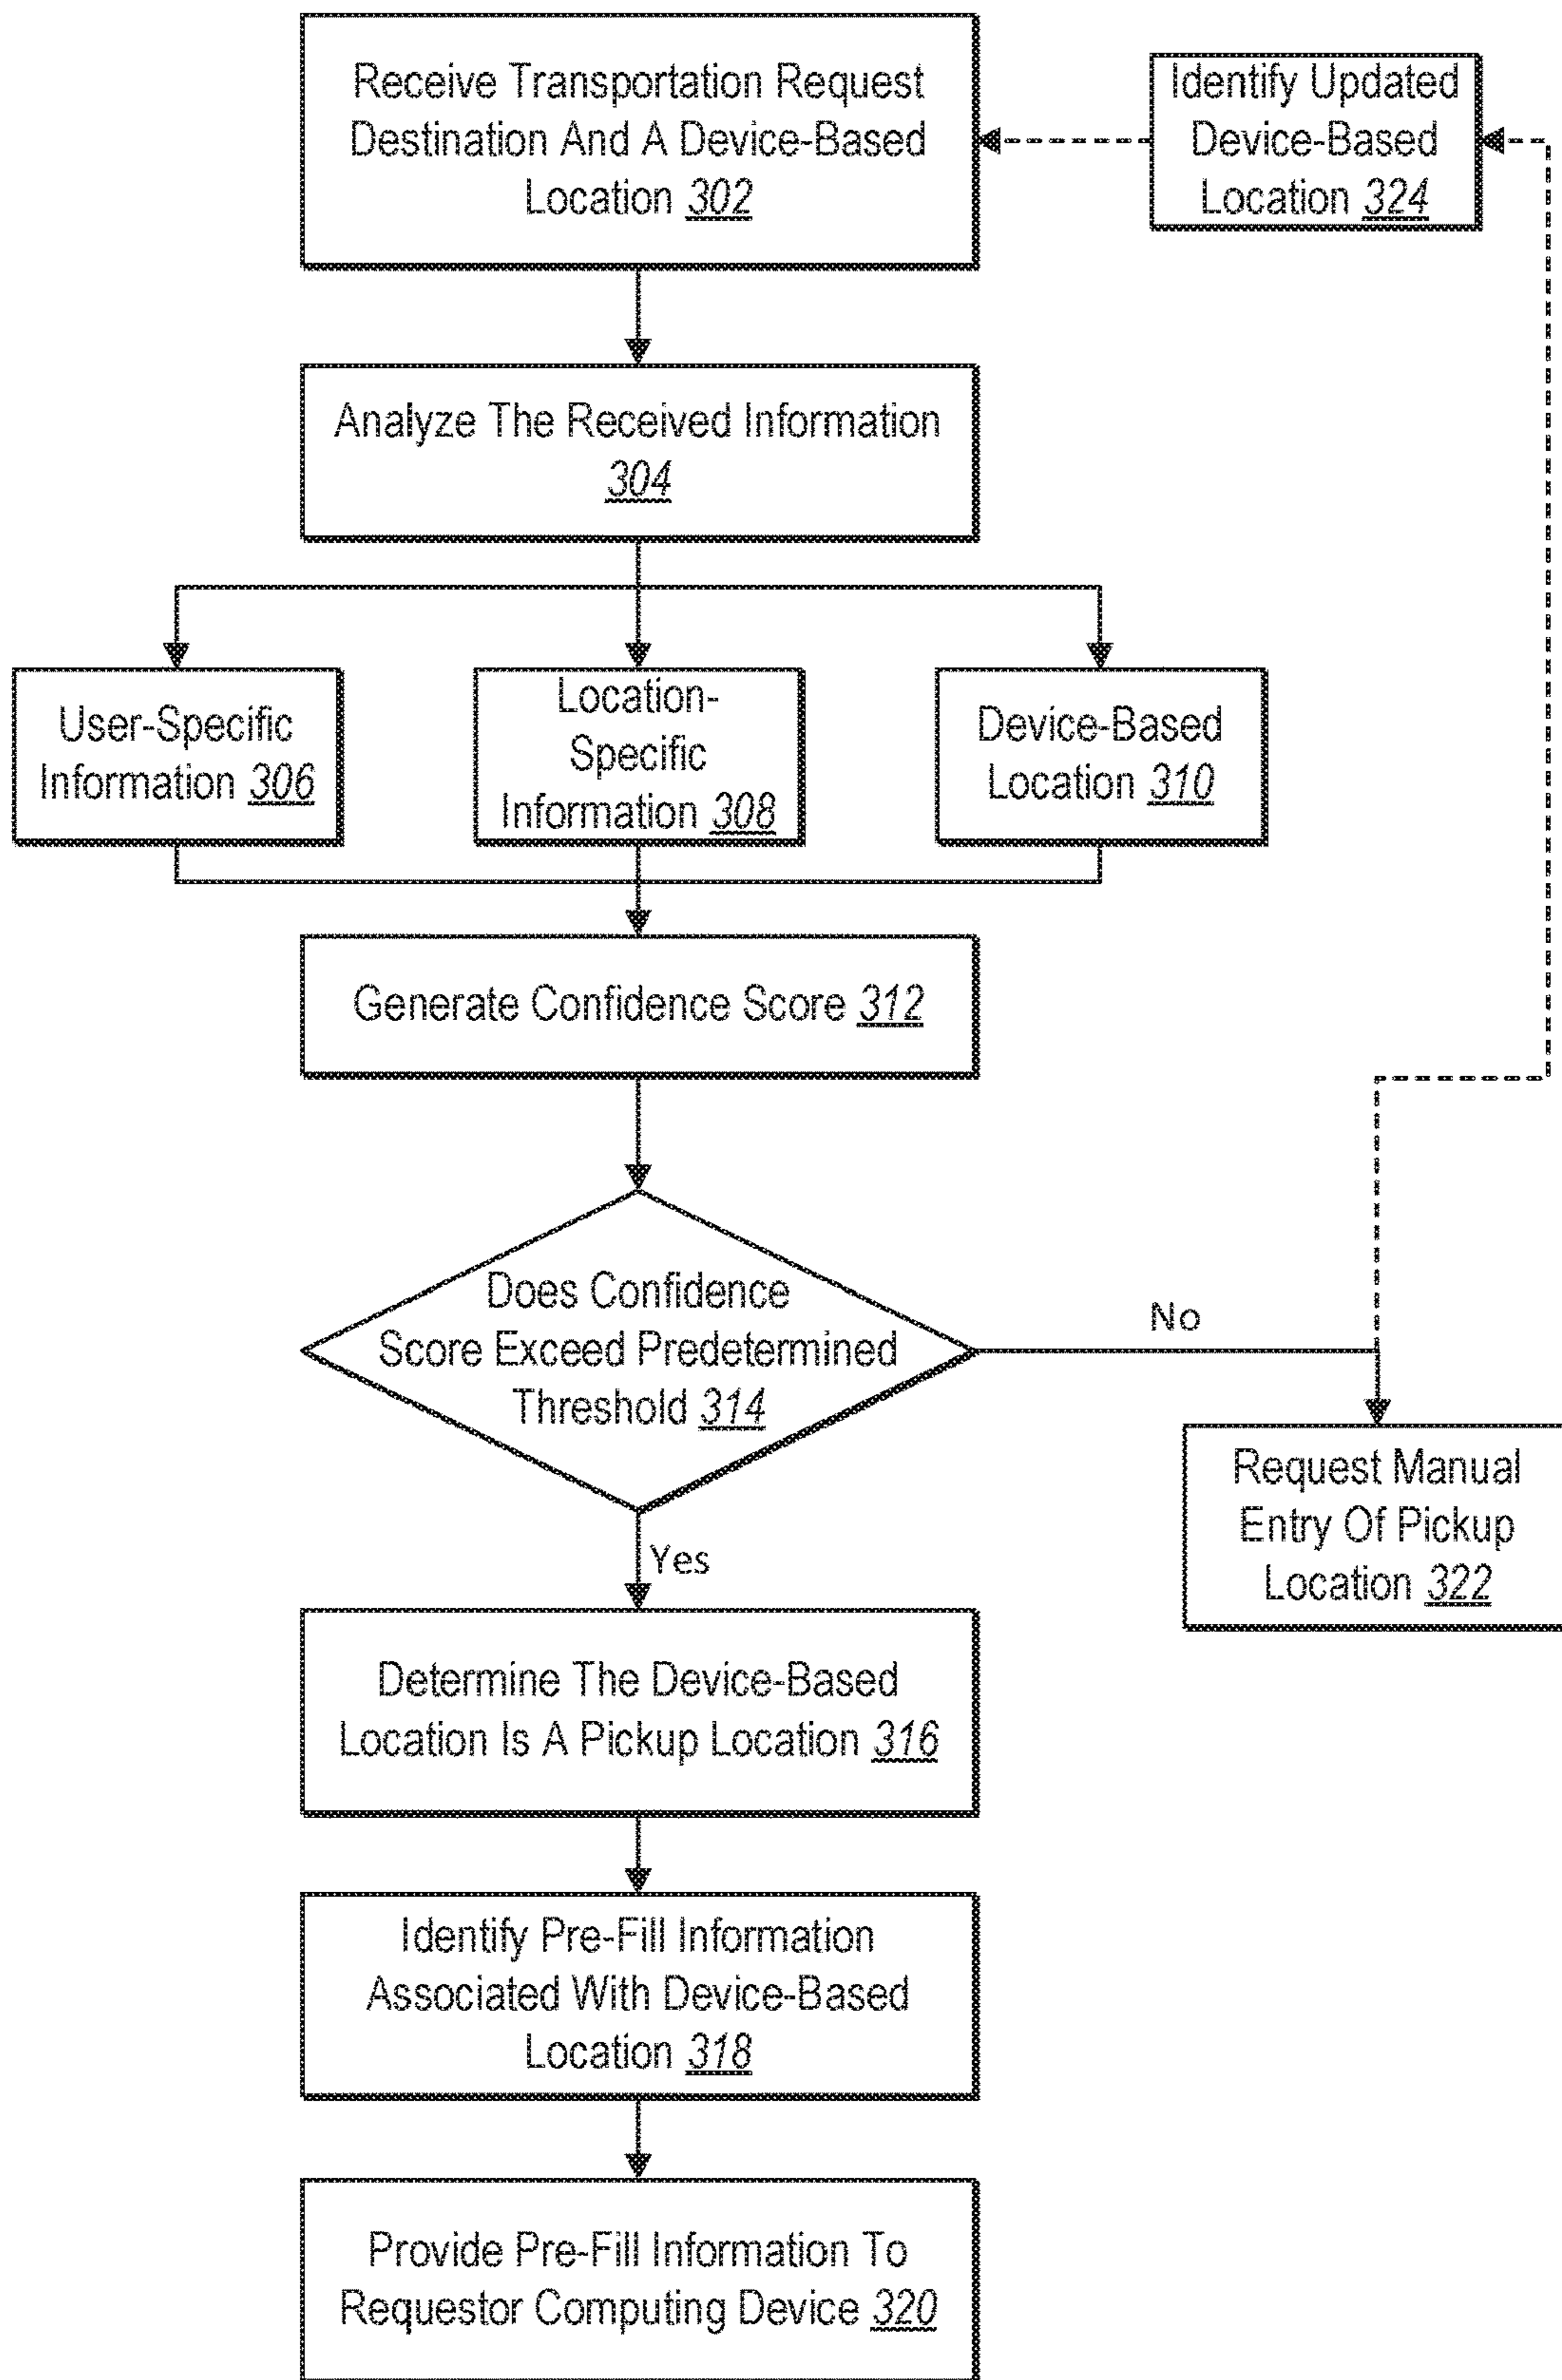 Receive Transportation Request
Destination And A Device-Based
Location 302
Identify Updated
Device-Based
Location 324
Analyze The Received Information
304
User-Specific
Information 306
Location-
Specific
Information 308
Device-Based
Location 310
Generate Confidence Score 312
Does Confidence
Score Exceed Predetermined
Threshold 314
No
Yes
Request Manual
Entry Of Pickup
Location 322
Determine The Device-Based
Location Is A Pickup Location 316
Identify Pre-Fill Information
Associated With Device-Based
Location 318
Provide Pre-Fill Information To
Requestor Computing Device 320